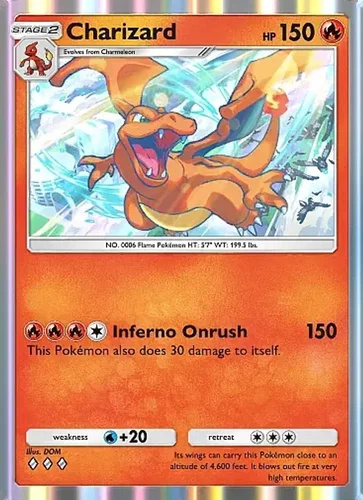 STAGE 2 Charizard HP 150
Evolves from Charmeleon
NO. 0006 Flame Pokémon HT: 5'7" WT: 199.5 lbs.
Inferno Onrush 150
This Pokémon also does 30 damage to itself.
weakness +20 retreat
Illus. DOM
Its wings can carry this Pokémon close to an
altitude of 4,600 feet. It blows out fire at very
high temperatures.